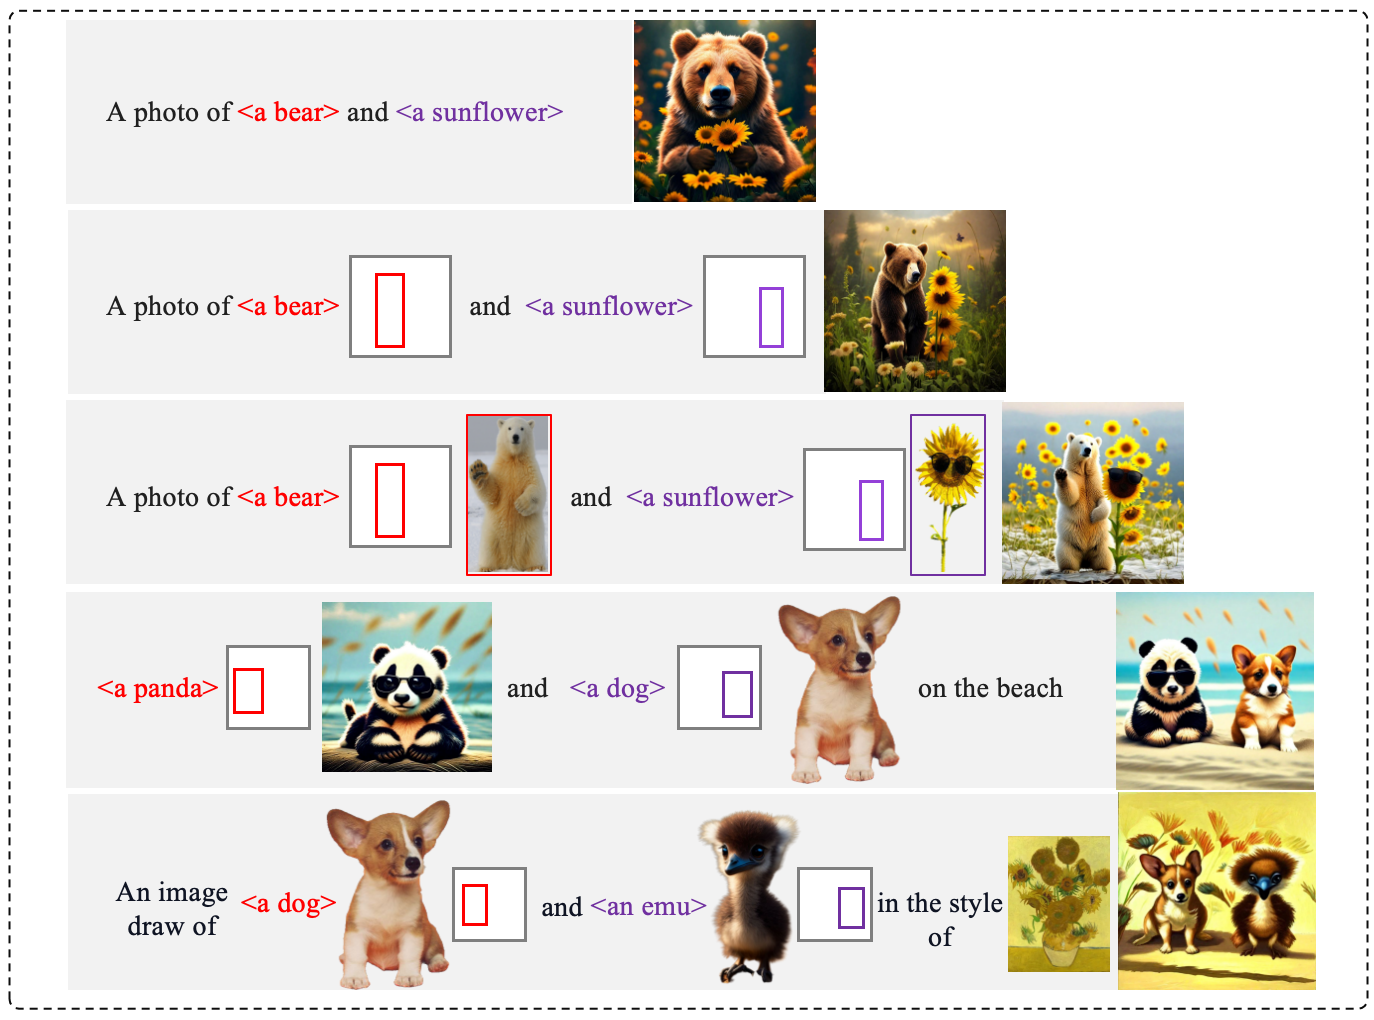 A photo of <a bear> and <a sunflower>
A photo of <a bear> and <a sunflower>
A photo of <a bear> and <a sunflower>
<a panda> and <a dog> on the beach
An image
draw of <a dog> and <an emu> in the style
of